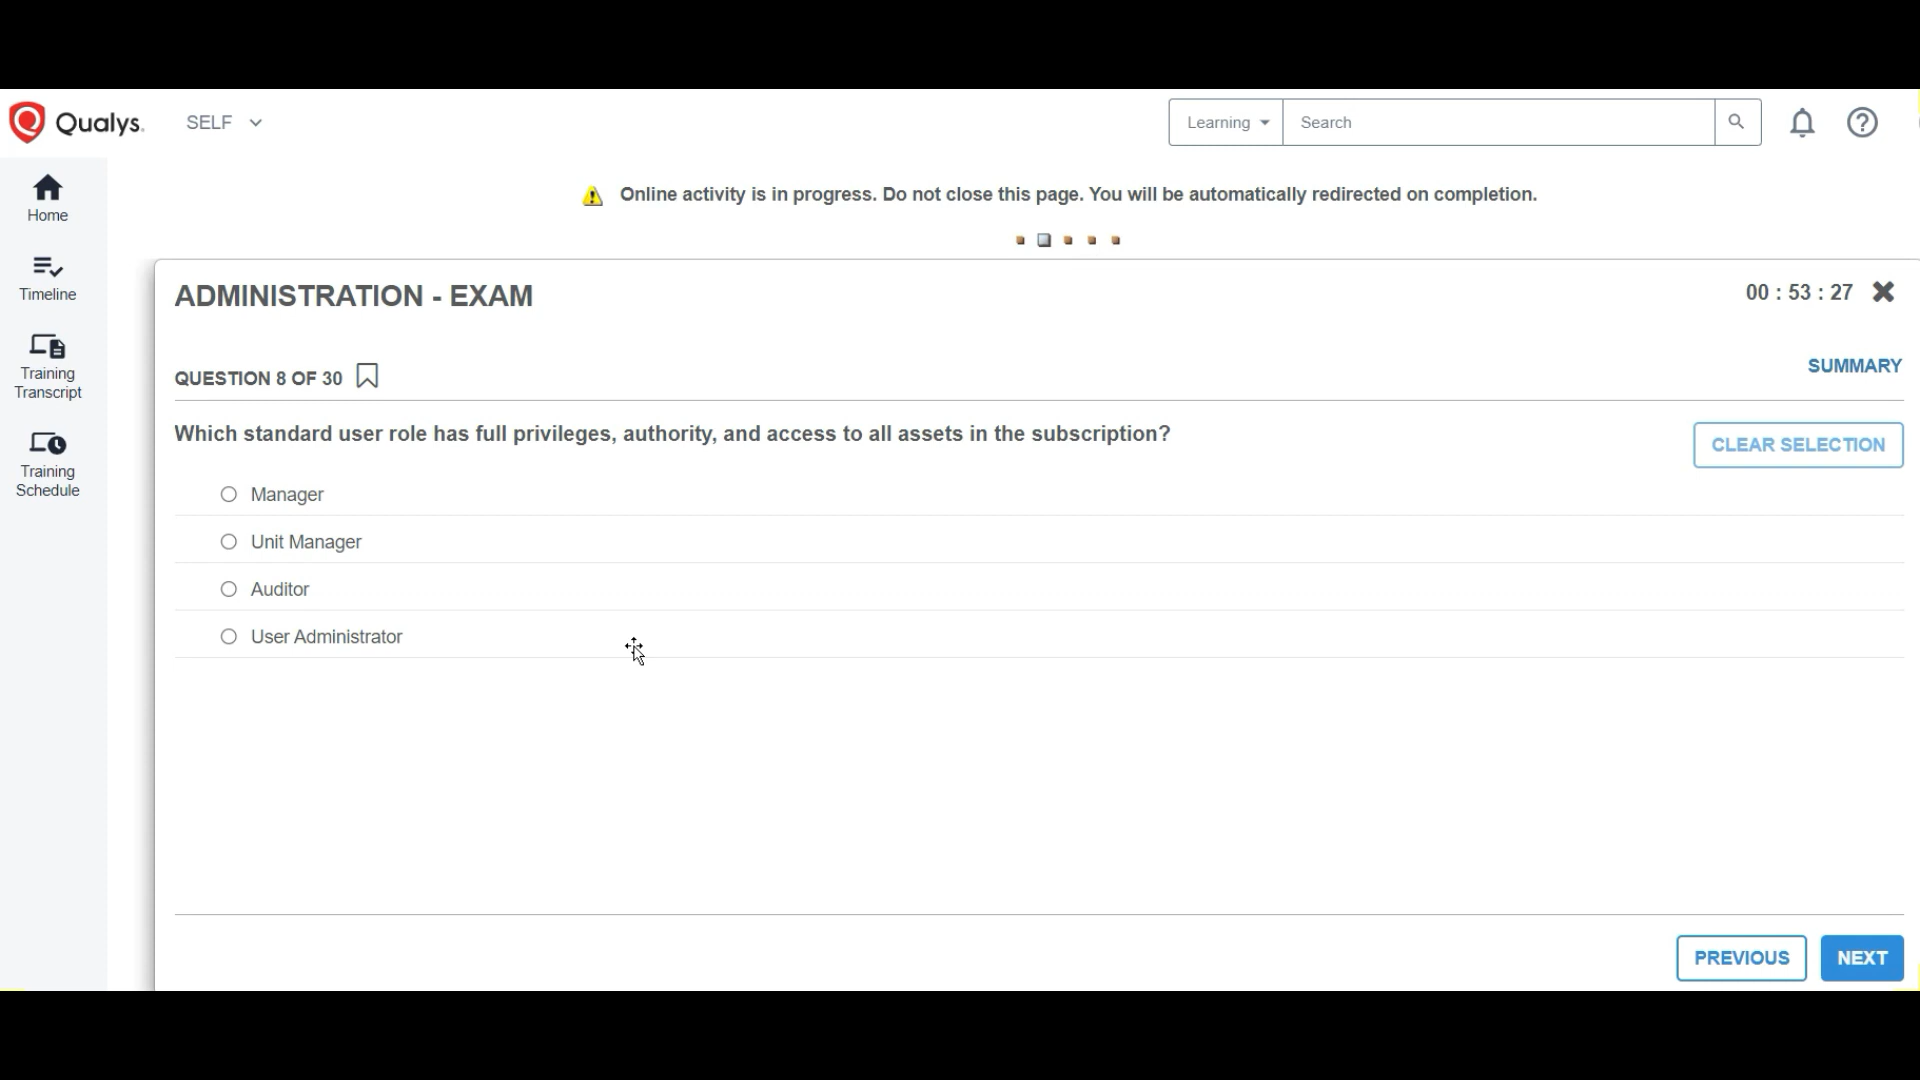 Qualys.
SELF
Learning
Search
Home
Timeline
Training
Transcript
Training
Schedule
Online activity is in progress. Do not close this page. You will be automatically redirected on completion.
ADMINISTRATION - EXAM
00 : 53 : 27
QUESTION 8 OF 30
SUMMARY
Which standard user role has full privileges, authority, and access to all assets in the subscription?
CLEAR SELECTION
Manager
Unit Manager
Auditor
User Administrator
PREVIOUS
NEXT